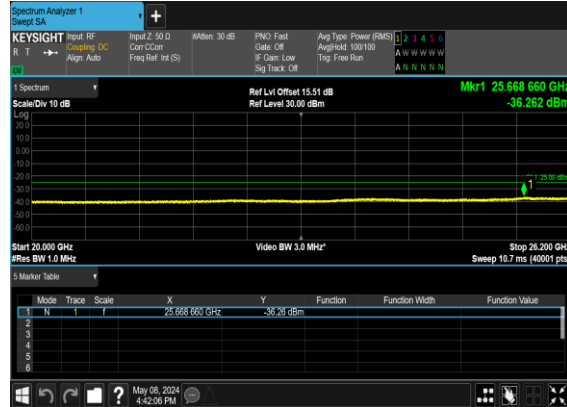 Spectrum Analyzer 1
Swept SA
+
KEYSIGHT
R T
Input: RF
Coupling: DC
Align: Auto
Input Z: 50 Ω
Corr CCorr
Freq Ref: Int (S)
#Atten: 30 dB
PNO: Fast
Gate: Off
IF Gain: Low
Sig Track: Off
Avg Type: Power (RMS)
Avg|Hold: 100/100
Trig: Free Run
1 2 3 4 5 6
A W W W W W
A N N N N N
1 Spectrum
Scale/Div 10 dB
Ref Lvl Offset 15.51 dB
Ref Level 30.00 dBm
Mkr1 25.668 660 GHz
-36.262 dBm
Log
20.0
10.0
0.00
-10.0
-20.0
-30.0
-40.0
-50.0
-60.0
1
Start 20.000 GHz
#Res BW 1.0 MHz
Video BW 3.0 MHz*
Stop 26.200 GHz
Sweep 10.7 ms (40001 pts)
5 Marker Table
Mode Trace Scale X Y Function Function Width Function Value
1 N 1 f 25.668 660 GHz -36.26 dBm
2
3
4
5
6
?
May 08, 2024
4:42:06 PM